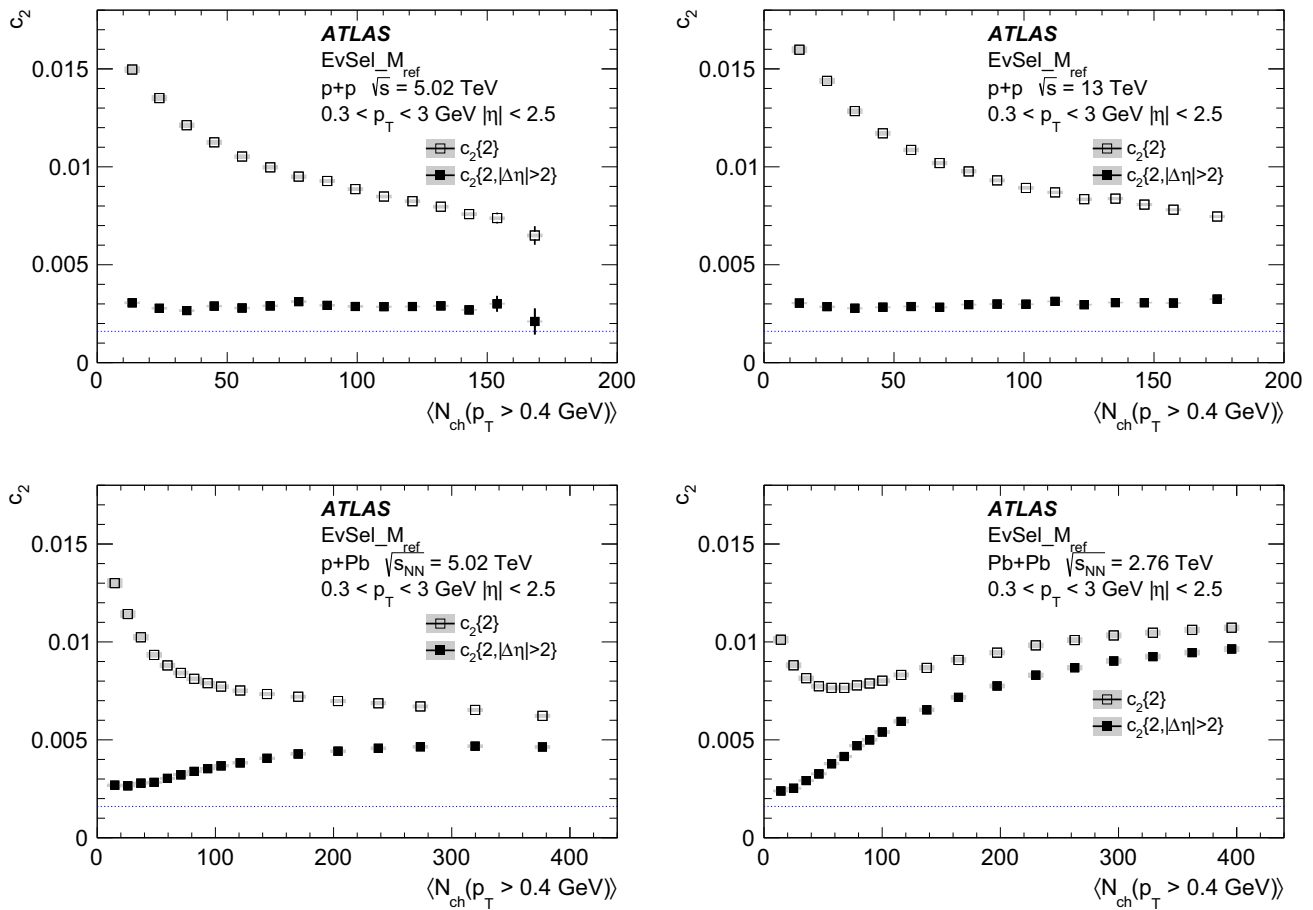 c2
ATLAS
EvSel_Mref
p+p √s = 5.02 TeV
0.3 < pT < 3 GeV |η| < 2.5
c2{2}
c2{2,|Δη|>2}
0.015
0.01
0.005
0
0 50 100 150 200
⟨Nch(pT > 0.4 GeV)⟩
c2
ATLAS
EvSel_Mref
p+p √s = 13 TeV
0.3 < pT < 3 GeV |η| < 2.5
c2{2}
c2{2,|Δη|>2}
0.015
0.01
0.005
0
0 50 100 150 200
⟨Nch(pT > 0.4 GeV)⟩
c2
ATLAS
EvSel_Mref
p+Pb √sNN = 5.02 TeV
0.3 < pT < 3 GeV |η| < 2.5
c2{2}
c2{2,|Δη|>2}
0.015
0.01
0.005
0
0 100 200 300 400
⟨Nch(pT > 0.4 GeV)⟩
c2
ATLAS
EvSel_Mref
Pb+Pb √sNN = 2.76 TeV
0.3 < pT < 3 GeV |η| < 2.5
c2{2}
c2{2,|Δη|>2}
0.015
0.01
0.005
0
0 100 200 300 400
⟨Nch(pT > 0.4 GeV)⟩